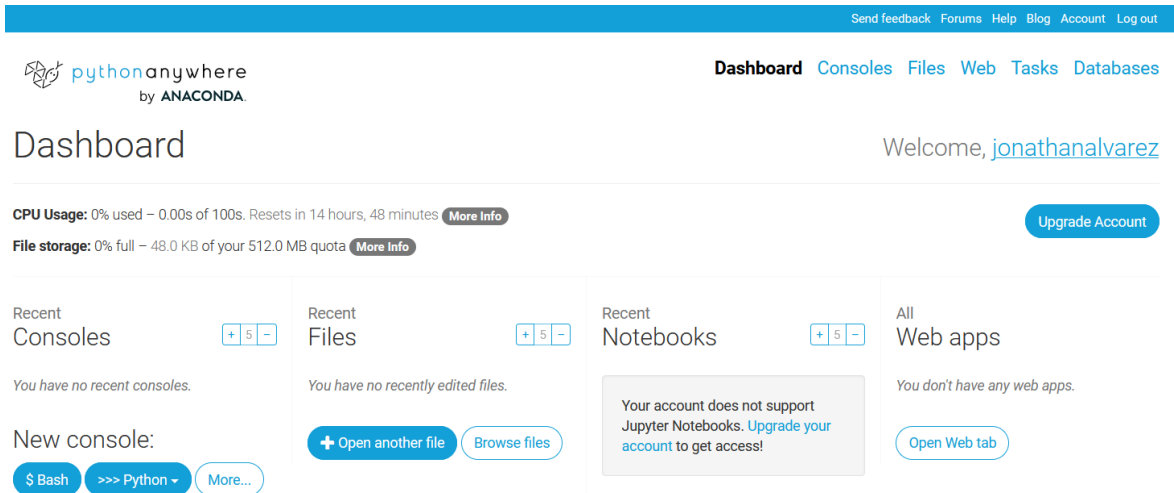 Send feedback Forums Help Blog Account Log out
pythonanywhere
by ANACONDA.
Dashboard Consoles Files Web Tasks Databases
Dashboard
Welcome, jonathanalvarez
CPU Usage: 0% used – 0.00s of 100s. Resets in 14 hours, 48 minutes More Info
Upgrade Account
File storage: 0% full – 48.0 KB of your 512.0 MB quota More Info
Recent
Consoles
+ 5 −
You have no recent consoles.
New console:
$ Bash
>>> Python
More...
Recent
Files
+ 5 −
You have no recently edited files.
+ Open another file
Browse files
Recent
Notebooks
+ 5 −
Your account does not support
Jupyter Notebooks. Upgrade your
account to get access!
All
Web apps
You don't have any web apps.
Open Web tab